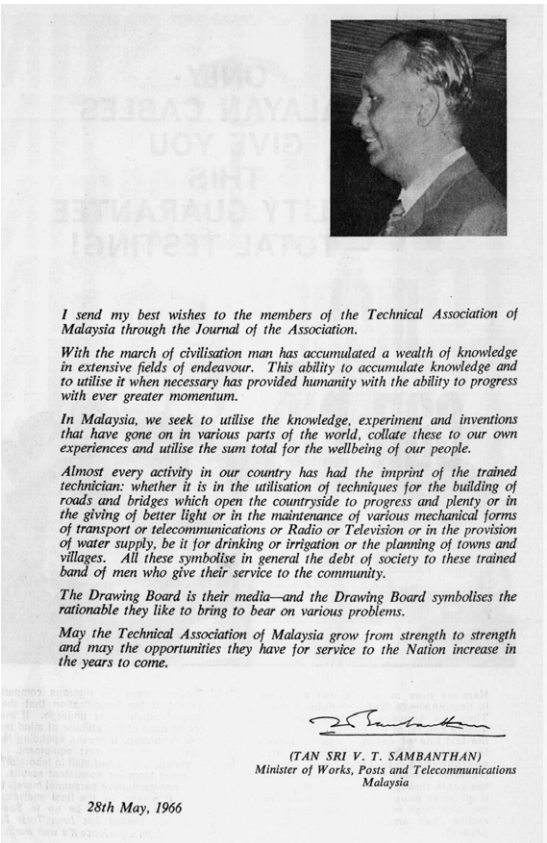 ONLY
MALAYAN CABLES
GIVE YOU
THIS
GUARANTEE
TOTAL TESTING!
I send my best wishes to the members of the Technical Association of
Malaysia through the Journal of the Association.
With the march of civilisation man has accumulated a wealth of knowledge
in extensive fields of endeavour. This ability to accumulate knowledge and
to utilise it when necessary has provided humanity with the ability to progress
with ever greater momentum.
In Malaysia, we seek to utilise the knowledge, experiment and inventions
that have gone on in various parts of the world, collate these to our own
experiences and utilise the sum total for the wellbeing of our people.
Almost every activity in our country has had the imprint of the trained
technician: whether it is in the utilisation of techniques for the building of
roads and bridges which open the countryside to progress and plenty or in
the giving of better light or in the maintenance of various mechanical forms
of transport or telecommunications or Radio or Television or in the provision
of water supply, be it for drinking or irrigation or the planning of towns and
villages. All these symbolise in general the debt of society to these trained
band of men who give their service to the community.
The Drawing Board is their media—and the Drawing Board symbolises the
rationable they like to bring to bear on various problems.
May the Technical Association of Malaysia grow from strength to strength
and may the opportunities they have for service to the Nation increase in
the years to come.
(TAN SRI V. T. SAMBANTHAN)
Minister of Works, Posts and Telecommunications
Malaysia
28th May, 1966